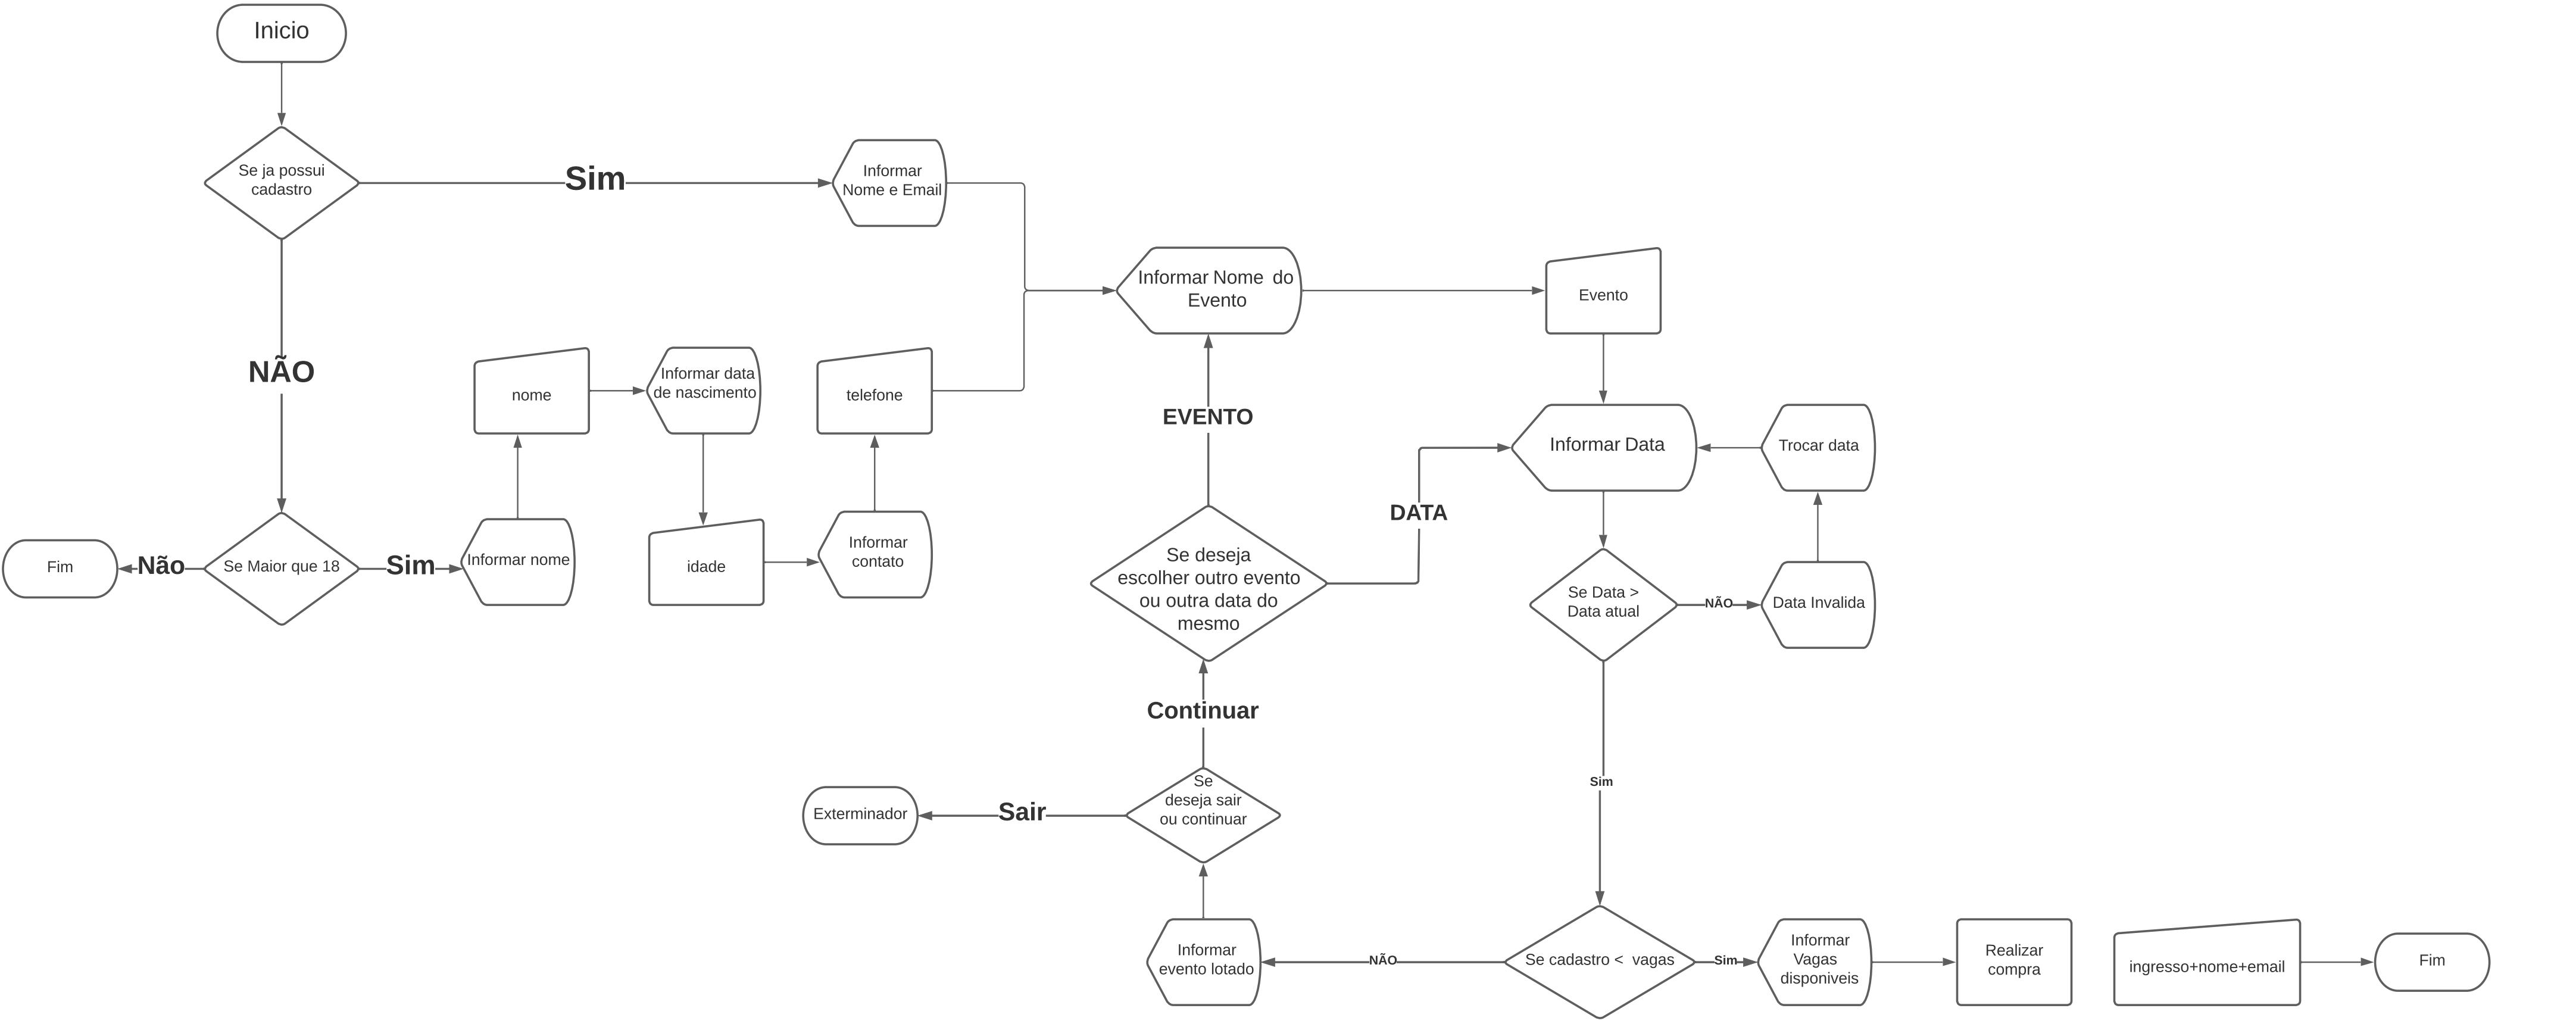 Inicio
Se ja possui
cadastro
Sim
Informar
Nome e Email
Informar Nome  do
Evento
Evento
NÃO
nome
Informar data
de nascimento
telefone
EVENTO
Informar Data
Trocar data
DATA
Fim
Não
Se Maior que 18
Sim
Informar nome
idade
Informar
contato
Se deseja
escolher outro evento
ou outra data do
mesmo
Se Data >
Data atual
NÃO
Data Invalida
Continuar
Sim
Exterminador
Sair
Se
deseja sair
ou continuar
Informar
evento lotado
NÃO
Se cadastro <  vagas
Sim
Informar
Vagas
disponiveis
Realizar
compra
ingresso+nome+email
Fim